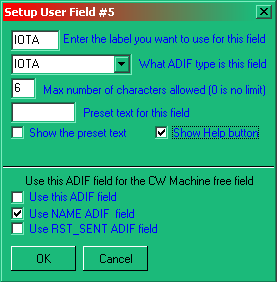 Setup User Field #5
IOTA Enter the label you want to use for this field
IOTA What ADIF type is this field
6 Max number of characters allowed (0 is no limit)
Preset text for this field
Show the preset text Show Help button
Use this ADIF field for the CW Machine free field
Use this ADIF field
Use NAME ADIF field
Use RST_SENT ADIF field
OK Cancel